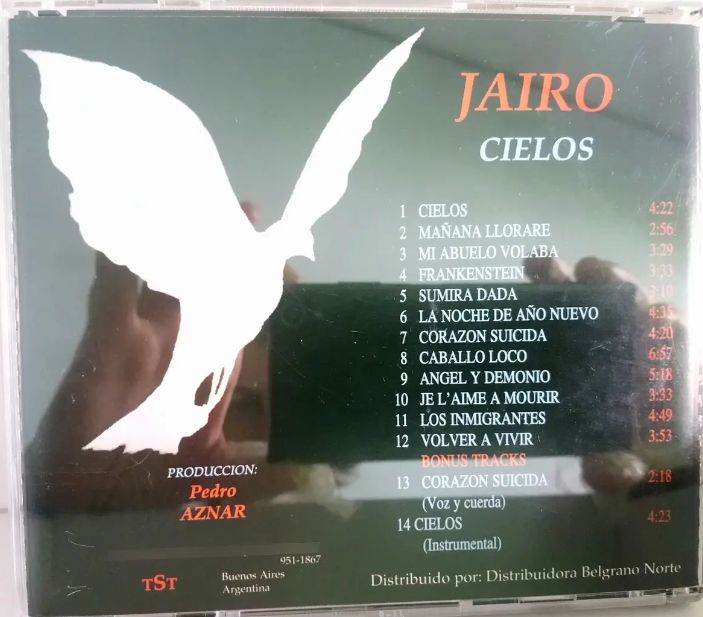 JAIRO
CIELOS
1 CIELOS 4:22
2 MAÑANA LLORARE 2:56
3 MI ABUELO VOLABA 3:29
4 FRANKENSTEIN 3:33
5 SUMIRA DADA 3:10
6 LA NOCHE DE AÑO NUEVO 4:35
7 CORAZON SUICIDA 4:20
8 CABALLO LOCO 6:57
9 ANGEL Y DEMONIO 5:18
10 JE L'AIME A MOURIR 3:33
11 LOS INMIGRANTES 4:49
12 VOLVER A VIVIR 3:53
BONUS TRACKS
13 CORAZON SUICIDA 2:18
(Voz y cuerda)
14 CIELOS 4:23
(Instrumental)
PRODUCCION:
Pedro
AZNAR
951-1867
TST
Buenos Aires
Argentina
Distribuido por: Distribuidora Belgrano Norte